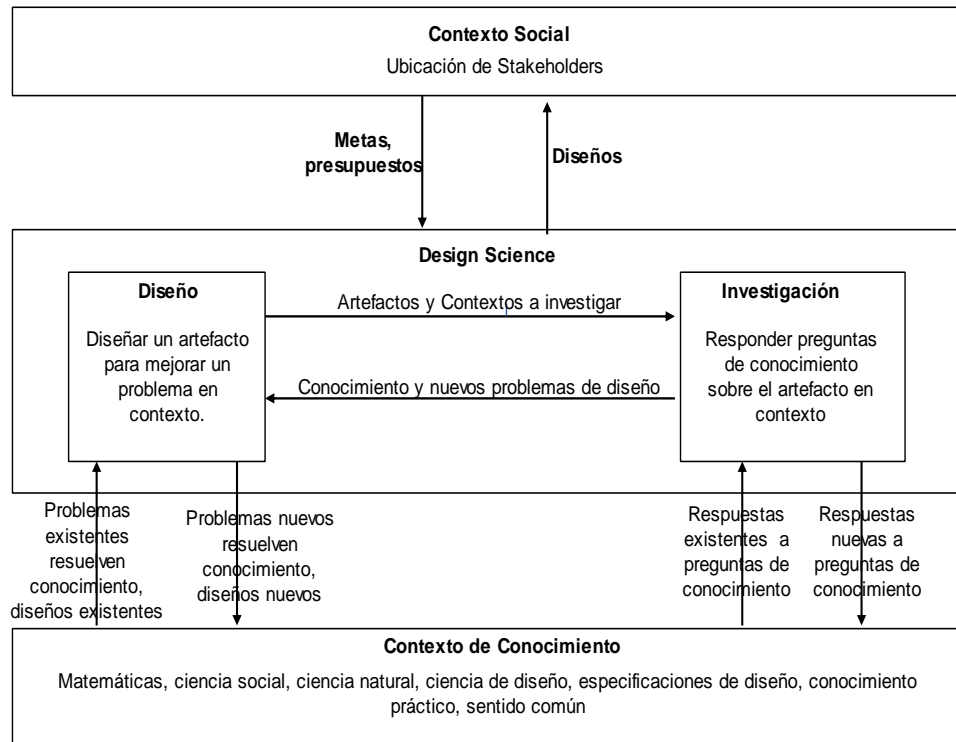 Contexto Social
Ubicación de Stakeholders
Metas,
presupuestos
Diseños
Design Science
Diseño
Diseñar un artefacto
para mejorar un
problema en
contexto.
Artefactos y Contextos a investigar
Conocimiento y nuevos problemas de diseño
Investigación
Responder preguntas
de conocimiento
sobre el artefacto en
contexto
Problemas
existentes
resuelven
conocimiento,
diseños existentes
Problemas nuevos
resuelven
conocimiento,
diseños nuevos
Respuestas
existentes a
preguntas de
conocimiento
Respuestas
nuevas a
preguntas de
conocimiento
Contexto de Conocimiento
Matemáticas, ciencia social, ciencia natural, ciencia de diseño, especificaciones de diseño, conocimiento
práctico, sentido común